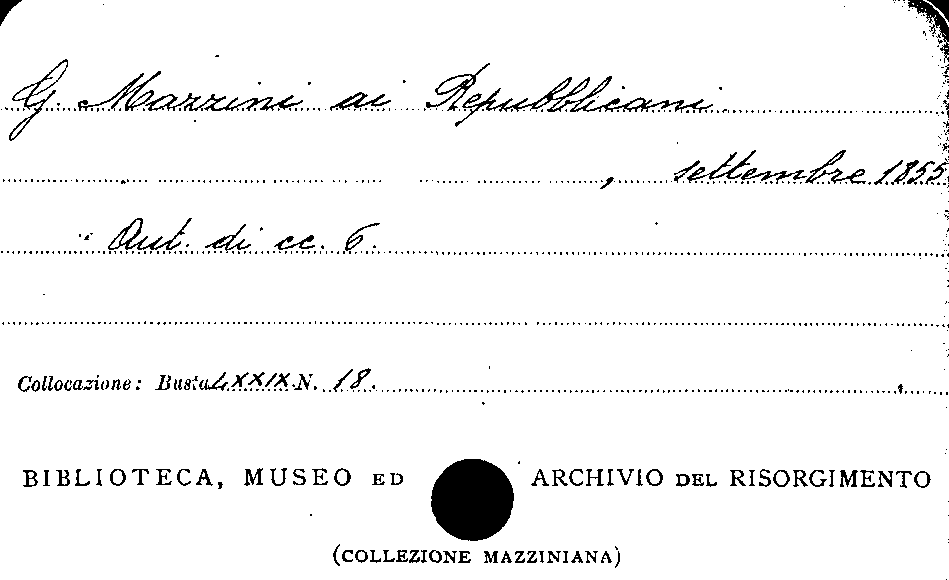 G. Mazzini ai Repubblicani.
, settembre 1855
Aut. di cc. 6.
Collocazione: Busta LXXIX N. 18.
BIBLIOTECA, MUSEO ED ARCHIVIO DEL RISORGIMENTO
(COLLEZIONE MAZZINIANA)